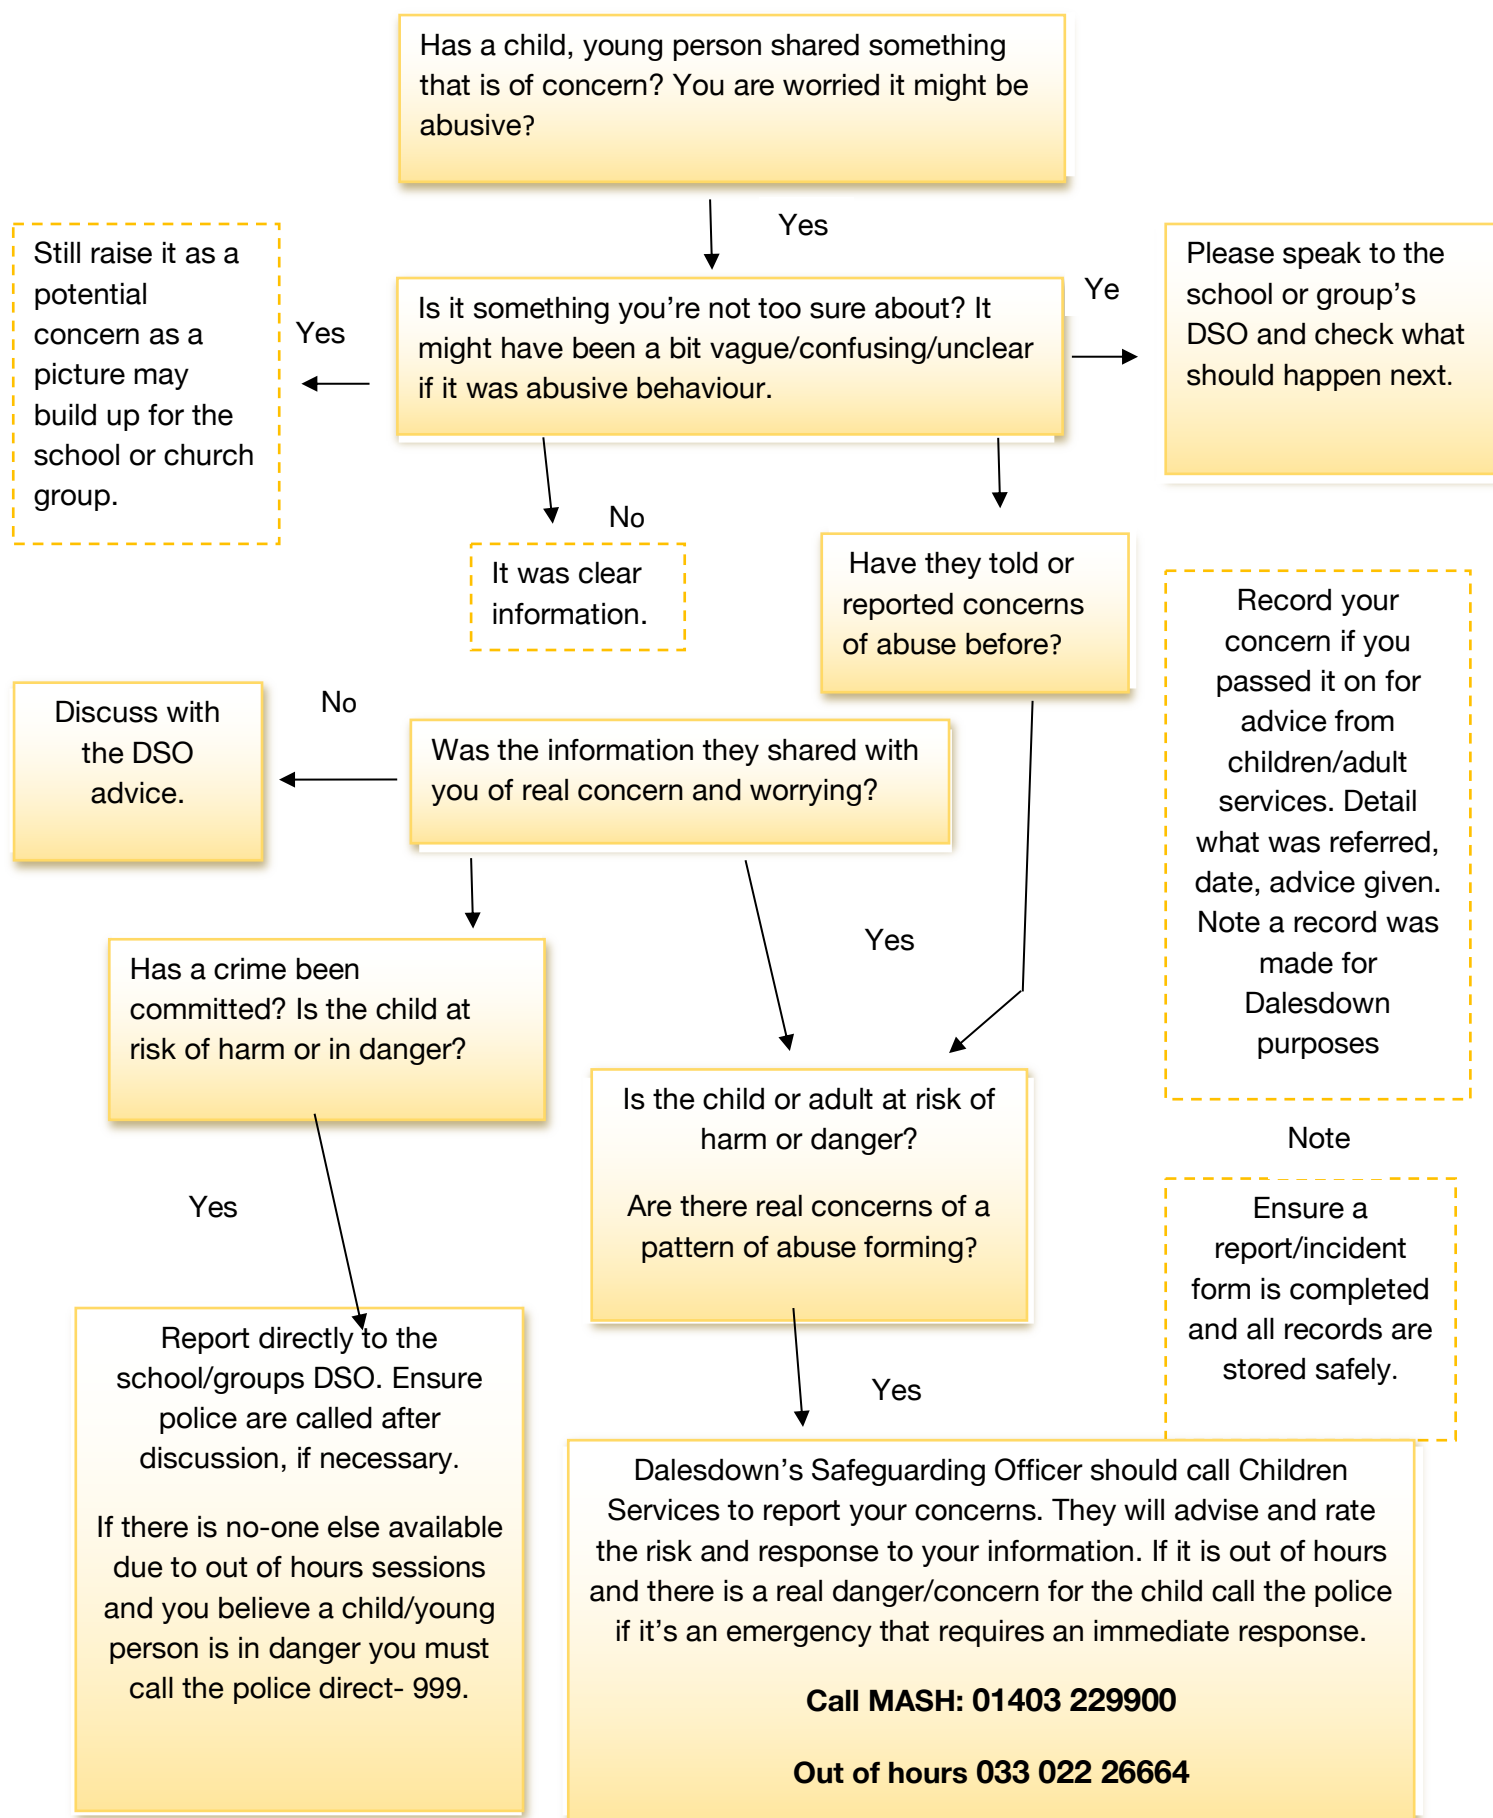 Has a child, young person shared something
that is of concern? You are worried it might be
abusive?
Yes
Still raise it as a
potential
concern as a
picture may
build up for the
school or church
group.
Yes
Is it something you’re not too sure about? It
might have been a bit vague/confusing/unclear
if it was abusive behaviour.
Ye
Please speak to the
school or group’s
DSO and check what
should happen next.
No
It was clear
information.
Have they told or
reported concerns
of abuse before?
Record your
concern if you
passed it on for
advice from
children/adult
services. Detail
what was referred,
date, advice given.
Note a record was
made for
Dalesdown
purposes
Discuss with
the DSO
advice.
No
Was the information they shared with
you of real concern and worrying?
Yes
Has a crime been
committed? Is the child at
risk of harm or in danger?
Is the child or adult at risk of
harm or danger?
Are there real concerns of a
pattern of abuse forming?
Note
Ensure a
report/incident
form is completed
and all records are
stored safely.
Yes
Report directly to the
school/groups DSO. Ensure
police are called after
discussion, if necessary.
If there is no-one else available
due to out of hours sessions
and you believe a child/young
person is in danger you must
call the police direct- 999.
Yes
Dalesdown’s Safeguarding Officer should call Children
Services to report your concerns. They will advise and rate
the risk and response to your information. If it is out of hours
and there is a real danger/concern for the child call the police
if it’s an emergency that requires an immediate response.
Call MASH: 01403 229900
Out of hours 033 022 26664